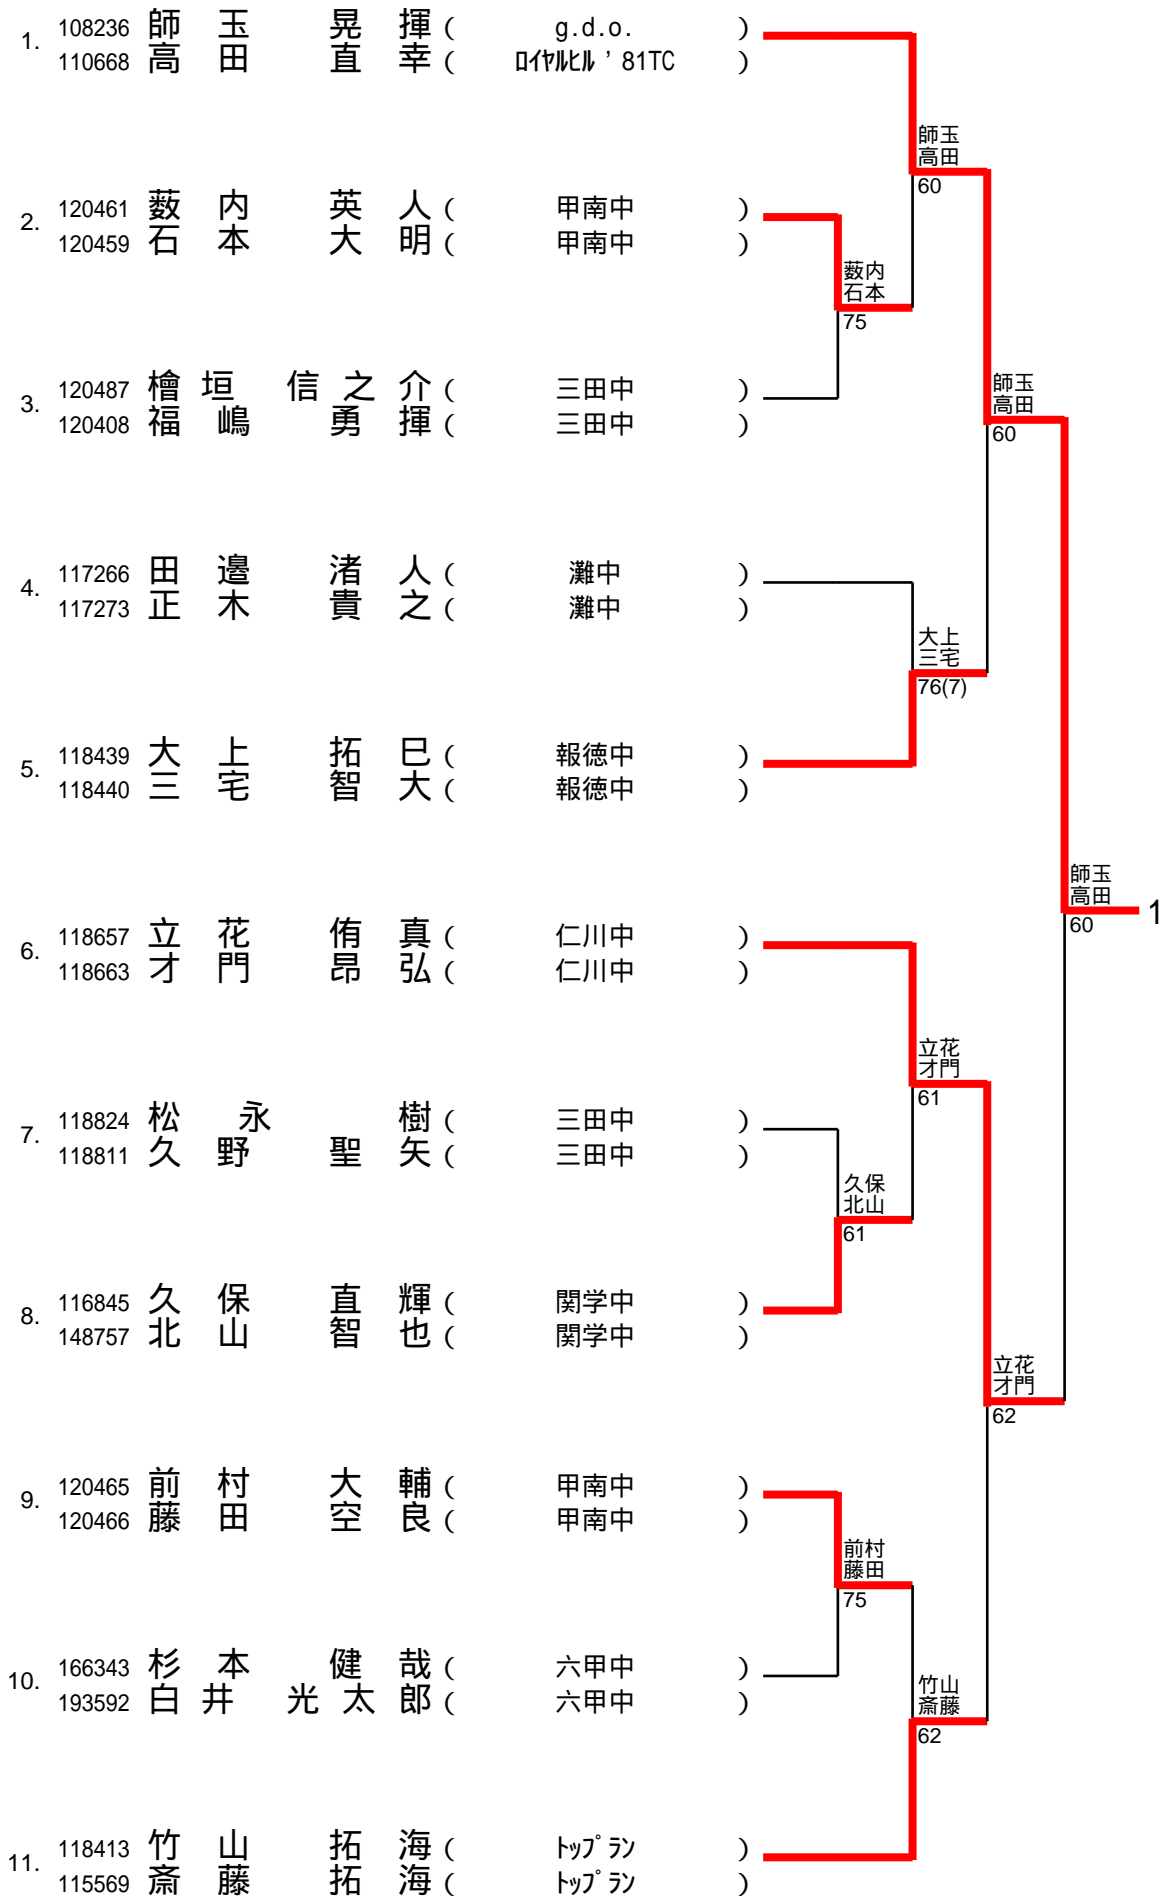 1. 108236 師玉 晃揮 ( g.d.o. )
110668 高田 直幸 ( ﾛｲﾔﾙﾋﾙ ' 81TC )
師玉
高田
60
2. 120461 薮内 英人 ( 甲南中 )
120459 石本 大明 ( 甲南中 )
薮内
石本
75
3. 120487 檜垣 信之介 ( 三田中 )
120408 福嶋 勇揮 ( 三田中 )
師玉
高田
60
4. 117266 田邉 渚人 ( 灘中 )
117273 正木 貴之 ( 灘中 )
大上
三宅
76(7)
5. 118439 大上 拓巳 ( 報徳中 )
118440 三宅 智大 ( 報徳中 )
師玉
高田
60
1
6. 118657 立花 侑真 ( 仁川中 )
118663 才門 昂弘 ( 仁川中 )
立花
才門
61
7. 118824 松永 樹 ( 三田中 )
118811 久野 聖矢 ( 三田中 )
久保
北山
61
8. 116845 久保 直輝 ( 関学中 )
148757 北山 智也 ( 関学中 )
立花
才門
62
9. 120465 前村 大輔 ( 甲南中 )
120466 藤田 空良 ( 甲南中 )
前村
藤田
75
10. 166343 杉本 健哉 ( 六甲中 )
193592 白井 光太郎 ( 六甲中 )
竹山
斎藤
62
11. 118413 竹山 拓海 ( ﾄｯﾌﾟﾗﾝ )
115569 斎藤 拓海 ( ﾄｯﾌﾟﾗﾝ )